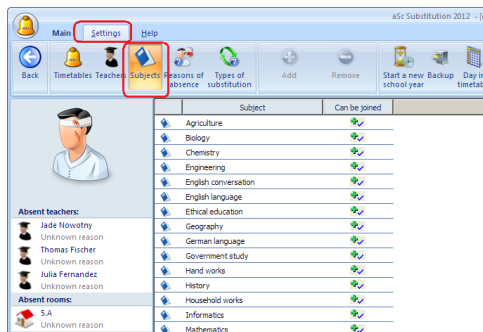 aSc Substitution 2012 - [
Main Settings Help
Back Timetables Teachers Subjects Reasons of absence Types of substitution Add Remove Start a new school year Backup Day in
Subject Can be joined
Agriculture
Biology
Chemistry
Engineering
English conversation
English language
Absent teachers:
Ethical education
Jade Nowotny
Unknown reason
Geography
German language
Thomas Fischer
Unknown reason
Government study
Hand works
Julia Fernandez
Unknown reason
History
Absent rooms:
Household works
5.A
Unknown reason
Informatics
Mathematics